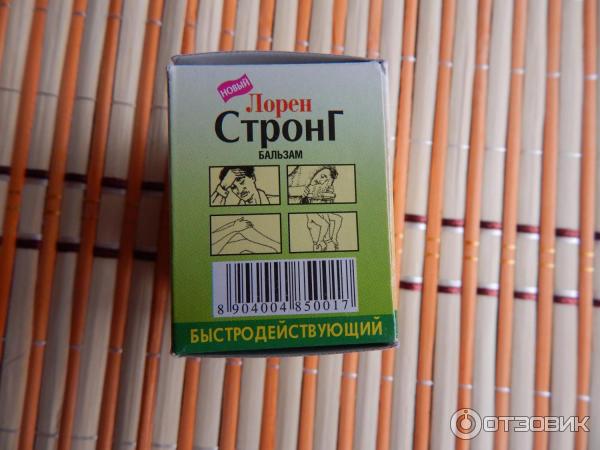 НОВЫЙ
Лорен
СтронГ
БАЛЬЗАМ
8 904004 850017
БЫСТРОДЕЙСТВУЮЩИЙ
ОТЗОВИК